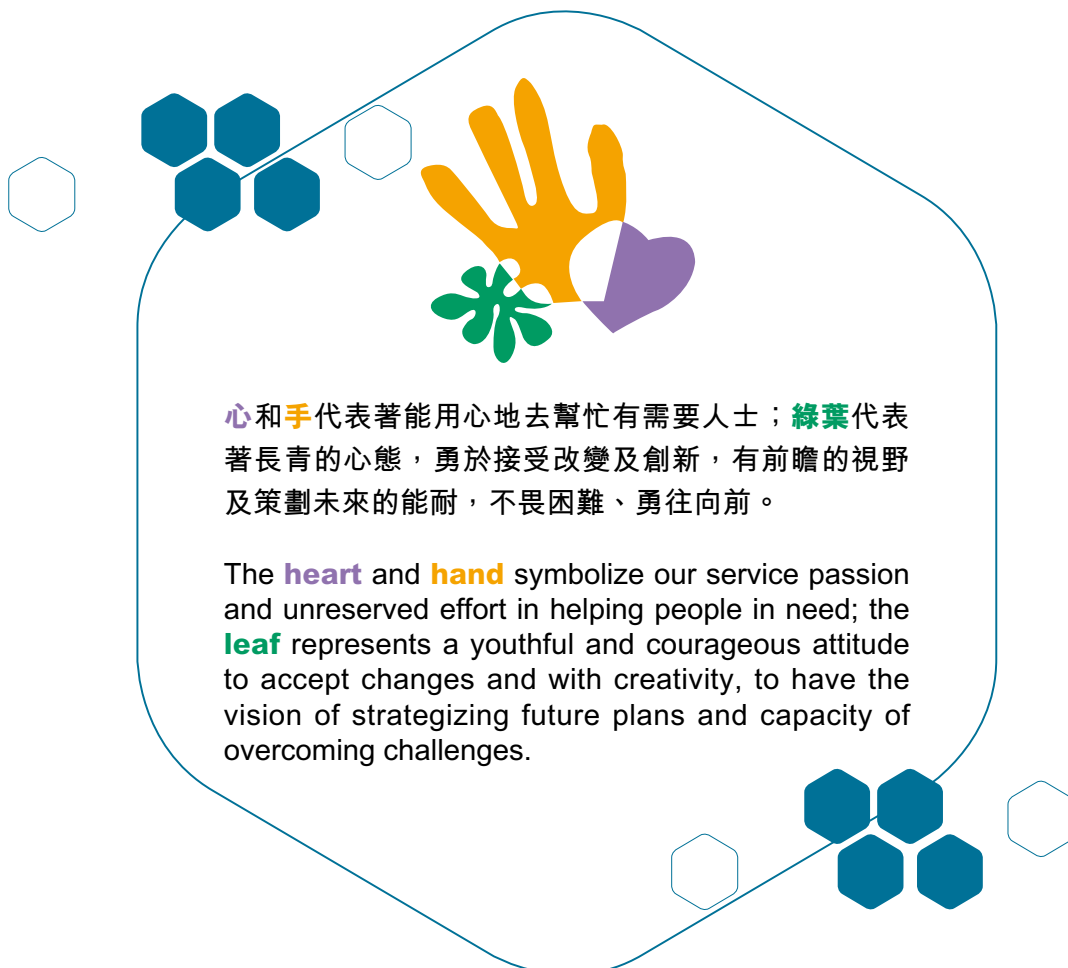 心和手代表著能用心地去幫忙有需要人士；綠葉代表
著長青的心態，勇於接受改變及創新，有前瞻的視野
及策劃未來的能耐，不畏困難、勇往向前。
The heart and hand symbolize our service passion
and unreserved effort in helping people in need; the
leaf represents a youthful and courageous attitude
to accept changes and with creativity, to have the
vision of strategizing future plans and capacity of
overcoming challenges.